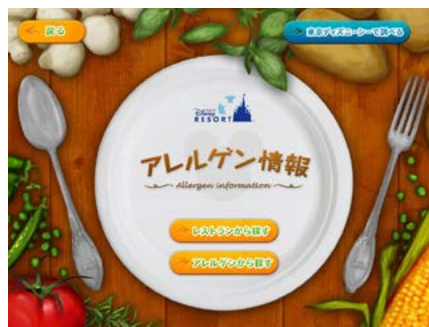 戻る
東京ディズニーシーで調べる
Disney
RESORT
アレルゲン情報
Allergen information
レストランから探す
アレルゲンから探す